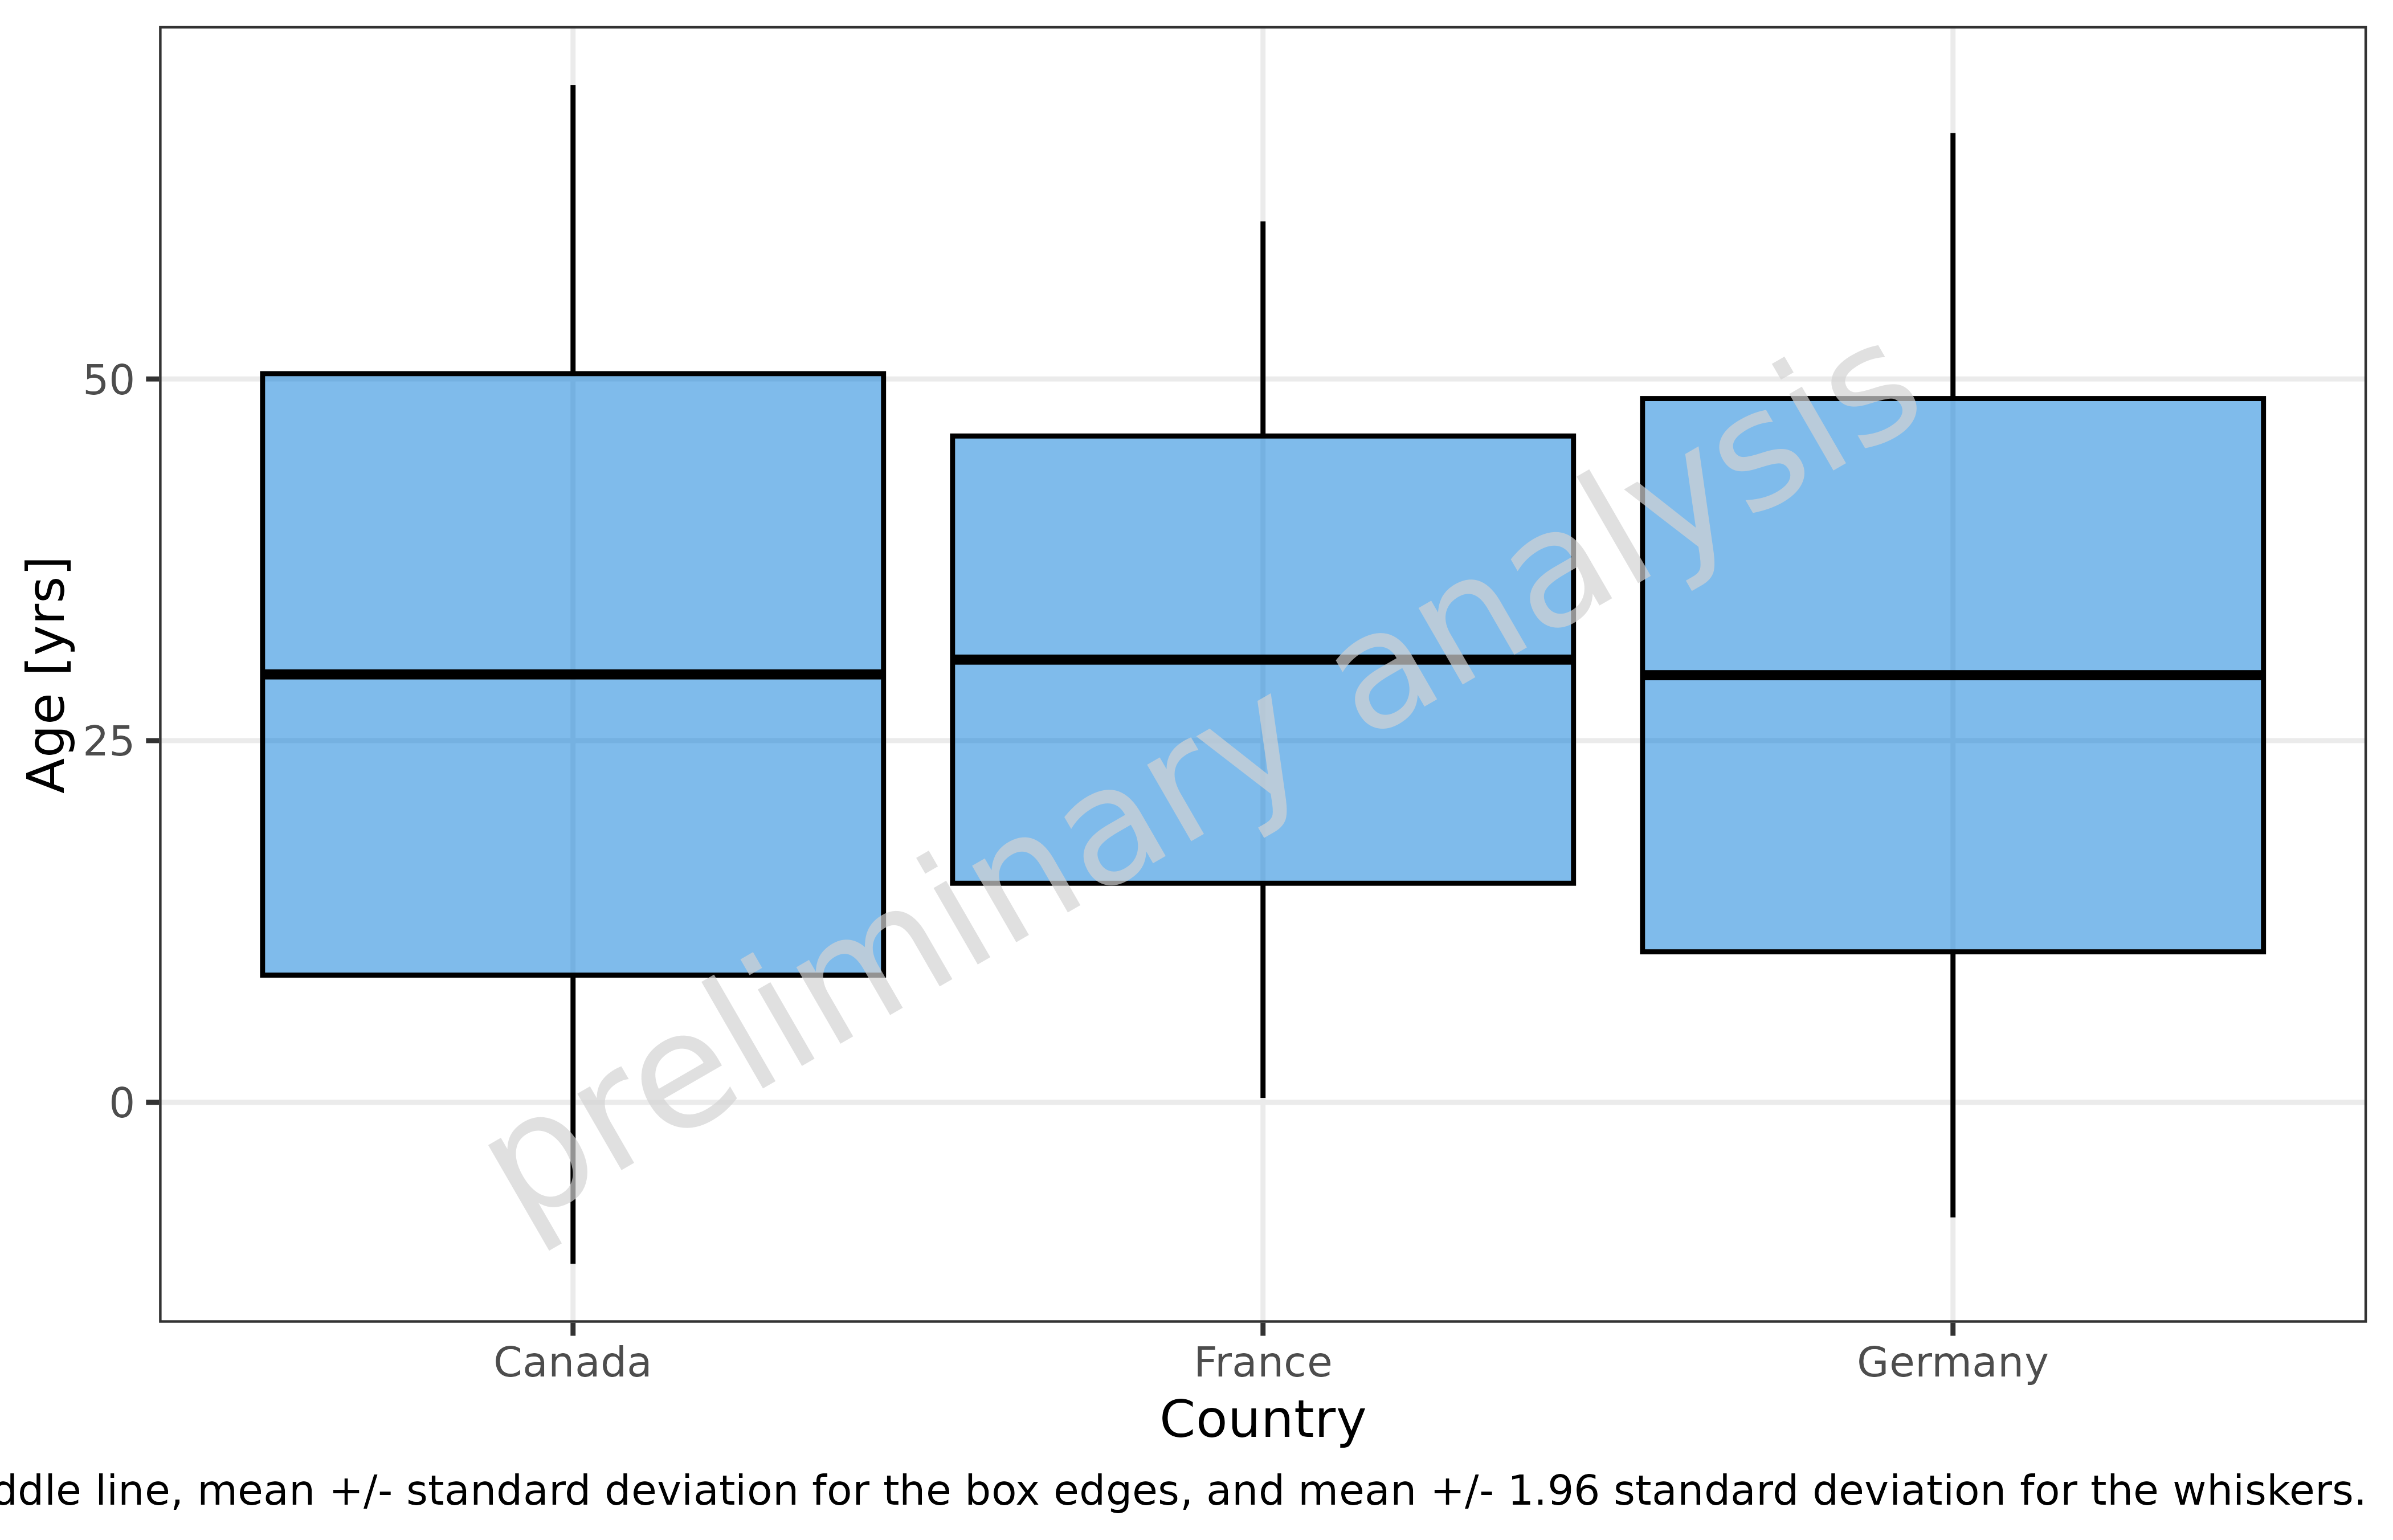 50
25
0
Age [yrs]
preliminary analysis
Canada France Germany
Country
line, mean +/- standard deviation for the box edges, and mean +/- 1.96 standard deviation for the whiskers.